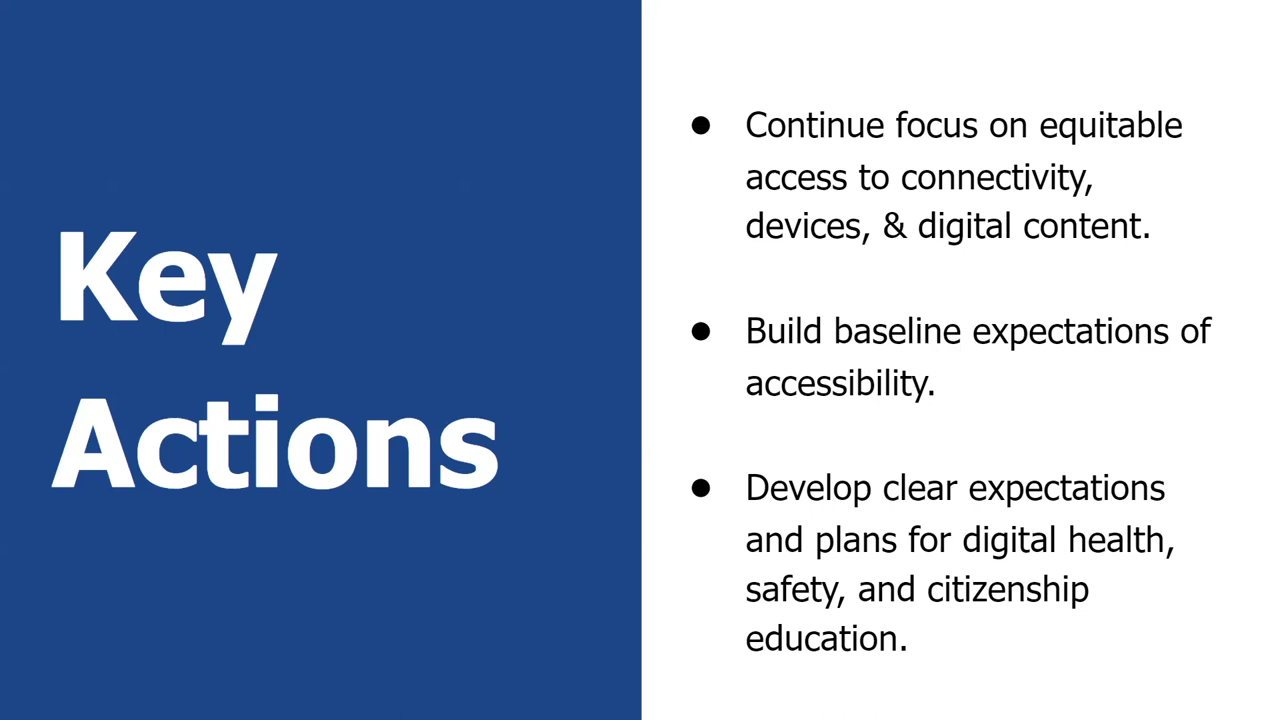 Key
Actions
● Continue focus on equitable
access to connectivity,
devices, & digital content.
● Build baseline expectations of
accessibility.
● Develop clear expectations
and plans for digital health,
safety, and citizenship
education.